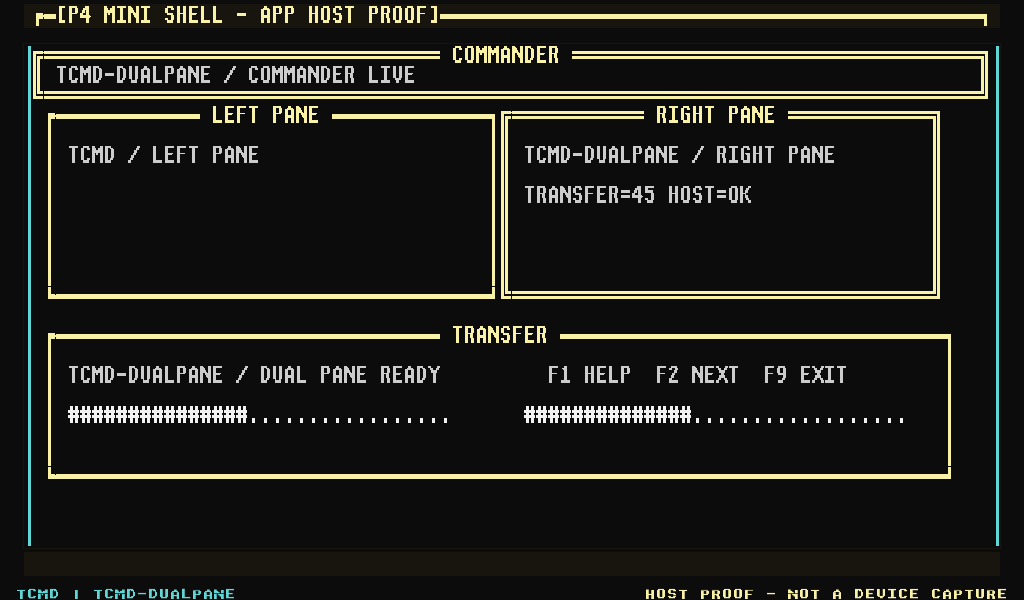 [P4 MINI SHELL - APP HOST PROOF]
COMMANDER
TCMD-DUALPANE / COMMANDER LIVE
LEFT PANE
TCMD / LEFT PANE
RIGHT PANE
TCMD-DUALPANE / RIGHT PANE
TRANSFER=45 HOST=OK
TRANSFER
TCMD-DUALPANE / DUAL PANE READY F1 HELP F2 NEXT F9 EXIT
###############................. ##############..................
TCMD | TCMD-DUALPANE HOST PROOF - NOT A DEVICE CAPTURE